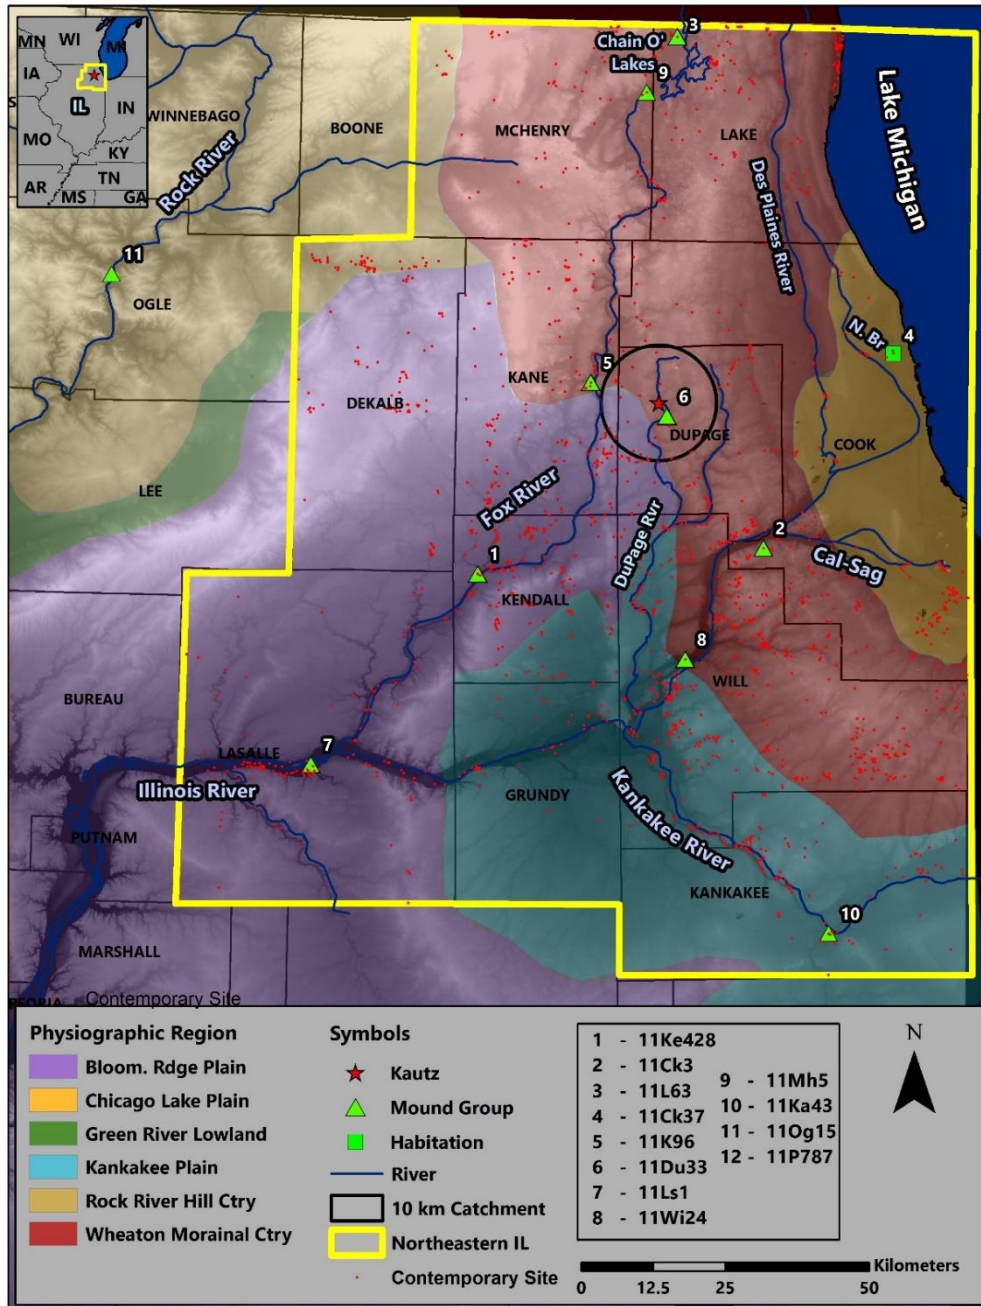 MN
WI
MI
IA
S
IL
IN
MO
KY
TN
AR
MS
GA
WINNEBAGO
BOONE
Rock River
11
OGLE
LEE
3
Chain O'
Lakes
9
MCHENRY
LAKE
Lake Michigan
Des Plaines River
4
N. Br
5
KANE
DEKALB
6
DUPAGE
COOK
Fox River
DuPage Rvr
1
KENDALL
2
Cal-Sag
8
WILL
BUREAU
LASALLE
7
Illinois River
GRUNDY
Kankakee River
PUTNAM
KANKAKEE
10
MARSHALL
PEORIA
Contemporary Site
Physiographic Region
Bloom. Rdge Plain
Chicago Lake Plain
Green River Lowland
Kankakee Plain
Rock River Hill Ctry
Wheaton Morainal Ctry
Symbols
Kautz
Mound Group
Habitation
River
10 km Catchment
Northeastern IL
Contemporary Site
1 - 11Ke428
2 - 11Ck3
3 - 11L63
4 - 11Ck37
5 - 11K96
6 - 11Du33
7 - 11Ls1
8 - 11Wi24
9 - 11Mh5
10 - 11Ka43
11 - 11Og15
12 - 11P787
N
Kilometers
0 12.5 25 50